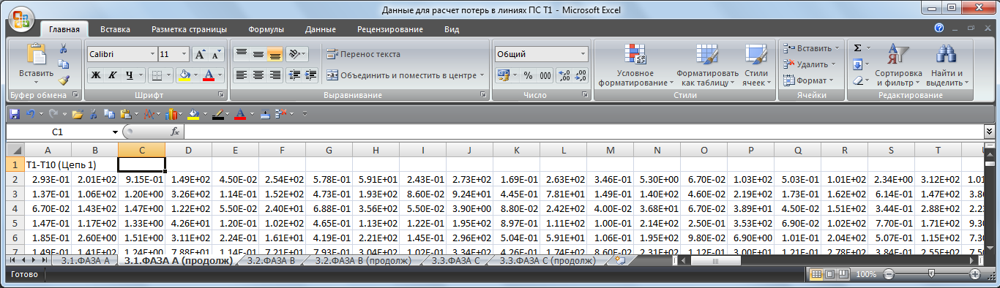 Данные для расчет потерь в линиях ПС Т1 - Microsoft Excel
Главная Вставка Разметка страницы Формулы Данные Рецензирование Вид
Calibri 11 Перенос текста Общий Вставить
Вставить Ж К Ч Объединить и поместить в центре % 000 Условное форматирование Форматировать как таблицу Стили ячеек Удалить Формат Сортировка и фильтр Найти и выделить
Буфер обмена Шрифт Выравнивание Число Стили Ячейки Редактирование
C1 fx
A B C D E F G H I J K L M N O P Q R S T
1 Т1-Т10 (Цепь 1)
2 2.93E-01 2.01E+02 9.15E-01 1.49E+02 4.50E-02 2.54E+02 5.78E-01 5.91E+01 2.43E-01 2.73E+02 1.69E-01 2.63E+02 3.46E-01 5.30E+00 6.70E-02 1.03E+02 5.03E-01 1.01E+02 2.34E+00 3.12E+02 1.01
3 1.37E-01 1.06E+02 1.20E+00 3.26E+02 1.14E-01 1.52E+02 4.73E-01 1.93E+02 8.60E-02 9.24E+01 4.45E-01 7.81E+01 1.49E-01 1.40E+02 4.60E-02 2.19E+02 1.73E-01 1.62E+02 6.14E-01 1.47E+02
4 6.70E-02 1.43E+02 1.47E+00 1.22E+02 5.50E-02 2.40E+01 6.88E-01 3.56E+02 5.50E-02 3.90E+00 8.80E-02 2.42E+02 4.00E-02 3.68E+01 6.70E-02 3.89E+01 4.50E-02 1.51E+02 3.44E-01 2.88E+02
5 1.47E-01 1.17E+02 1.33E+00 4.26E+01 1.20E-01 1.02E+02 4.65E-01 1.13E+02 1.22E-01 1.95E+02 8.97E-01 1.11E+01 1.00E-01 2.14E+02 2.50E-01 3.53E+02 6.90E-02 1.02E+02 7.70E-01 1.71E+02
6 1.85E-01 2.60E+00 1.51E+00 3.11E+02 2.24E-01 1.61E+01 4.19E-01 2.21E+02 1.45E-01 2.96E+02 5.04E-01 5.91E+01 1.06E-01 1.95E+02 9.80E-02 6.90E+00 1.01E-01 2.04E+02 5.07E-01 1.15E+02
7 1.49E-01 1.41E+02 1.24E+00 7.88E+01 1.14E-01 7.21E+01 7.93E-01 3.04E+02 1.02E-01 3.34E+02 4.26E-01 1.74E+02 8.60E-02 2.31E+02 1.12E-01 3.00E+01 1.21E-01 2.78E+02 3.84E-01 2.55E+02
3.1.ФАЗА А 3.1.ФАЗА А (продолж) 3.2.ФАЗА В 3.2.ФАЗА В (продолж) 3.3.ФАЗА С 3.3.ФАЗА С (продолж)
Готово 100%